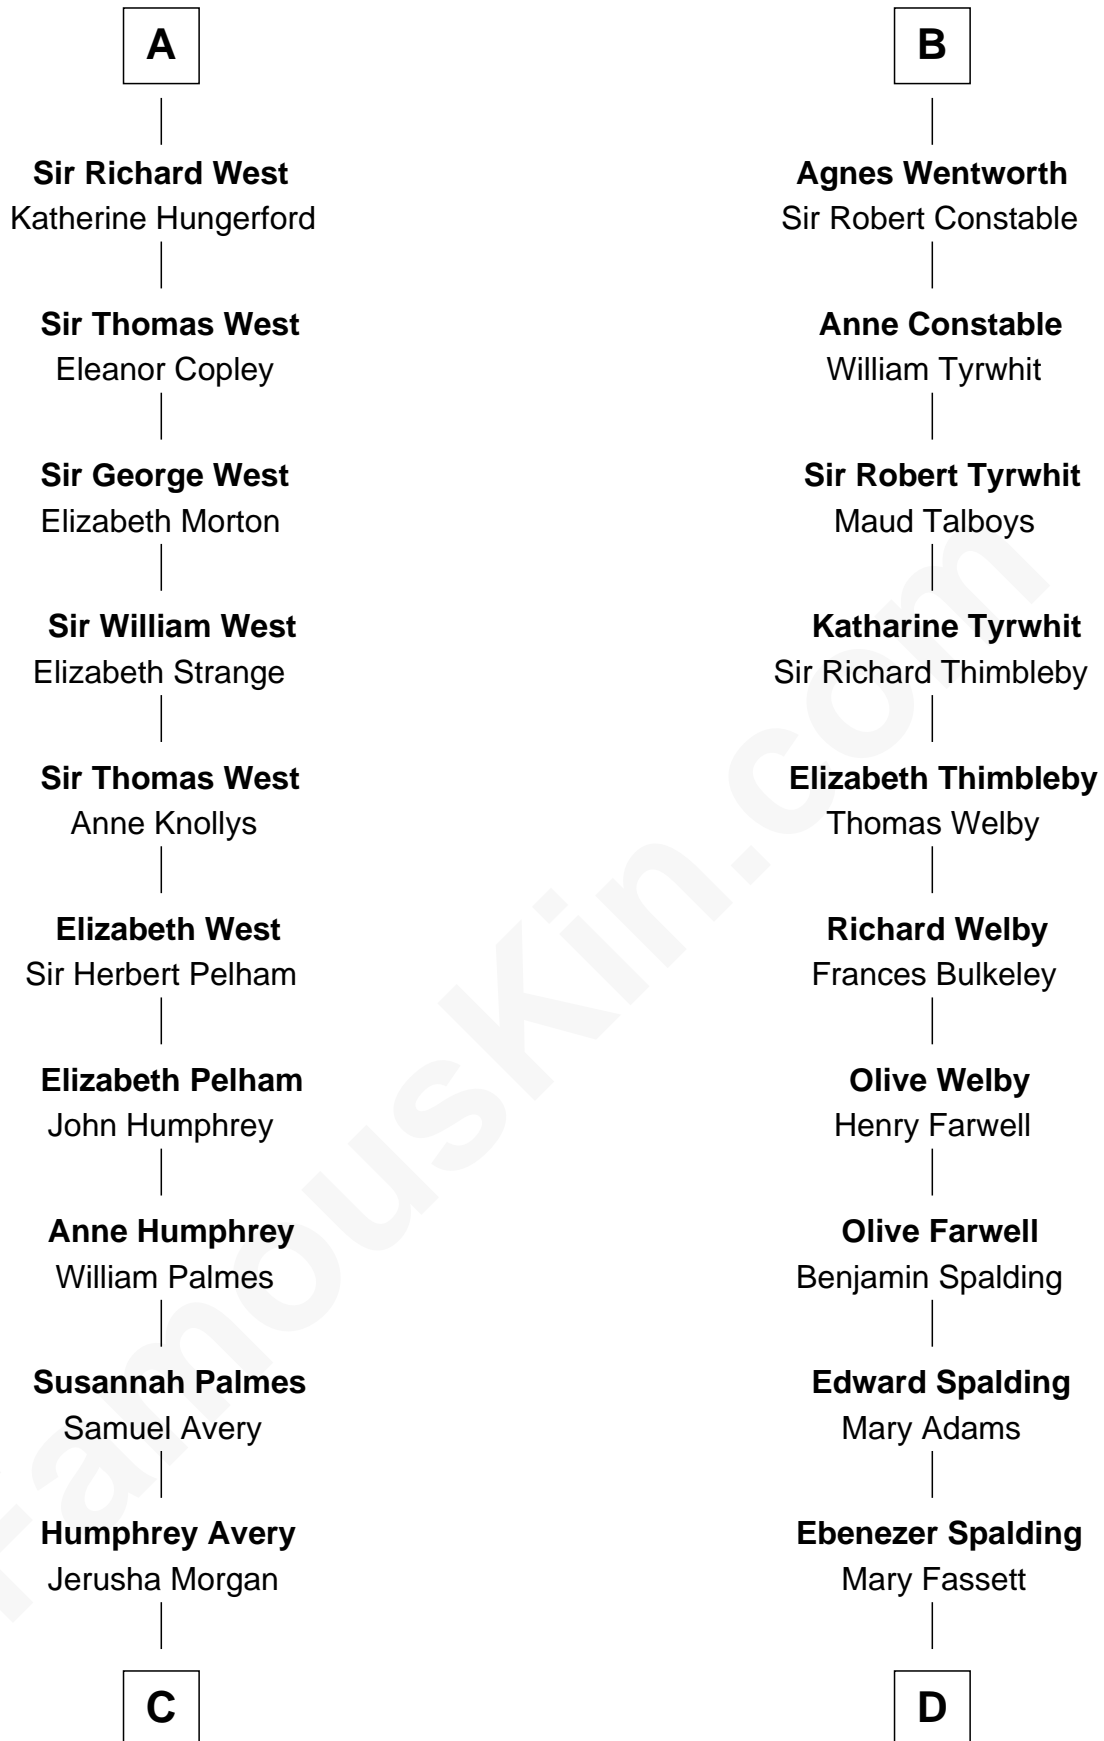 A
Sir Richard West
Katherine Hungerford
Sir Thomas West
Eleanor Copley
Sir George West
Elizabeth Morton
Sir William West
Elizabeth Strange
Sir Thomas West
Anne Knollys
Elizabeth West
Sir Herbert Pelham
Elizabeth Pelham
John Humphrey
Anne Humphrey
William Palmes
Susannah Palmes
Samuel Avery
Humphrey Avery
Jerusha Morgan
C
B
Agnes Wentworth
Sir Robert Constable
Anne Constable
William Tyrwhit
Sir Robert Tyrwhit
Maud Talboys
Katharine Tyrwhit
Sir Richard Thimbleby
Elizabeth Thimbleby
Thomas Welby
Richard Welby
Frances Bulkeley
Olive Welby
Henry Farwell
Olive Farwell
Benjamin Spalding
Edward Spalding
Mary Adams
Ebenezer Spalding
Mary Fassett
D
FamousKin.com